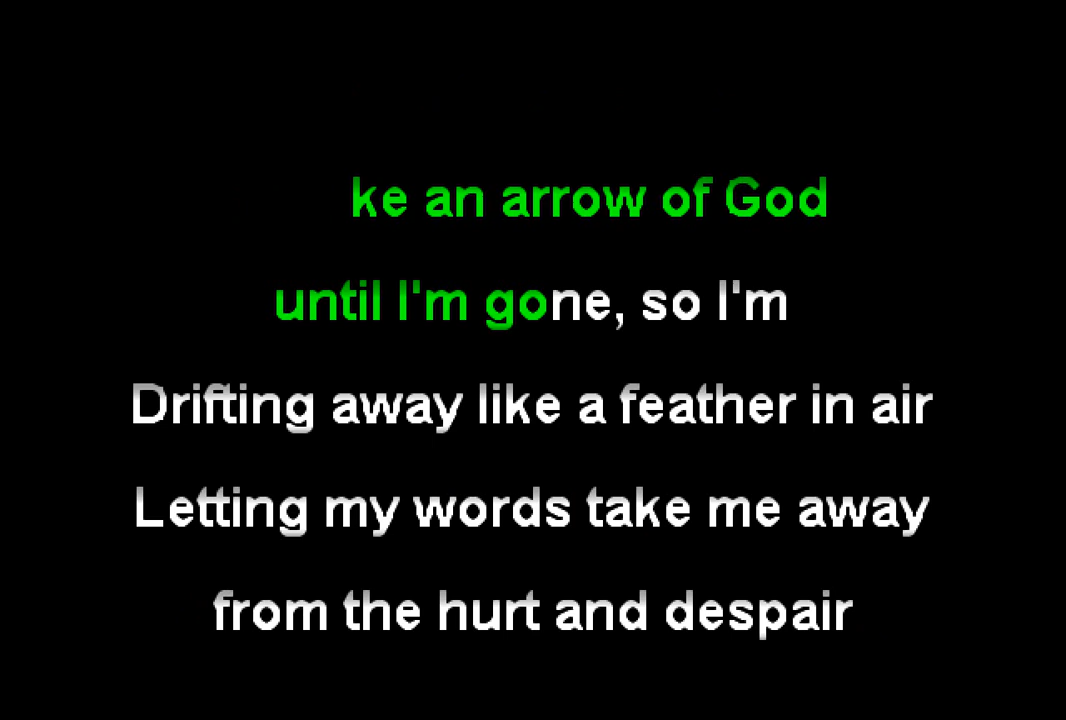 ke an arrow of God
until I'm gone, so I'm
Drifting away like a feather in air
Letting my words take me away
from the hurt and despair